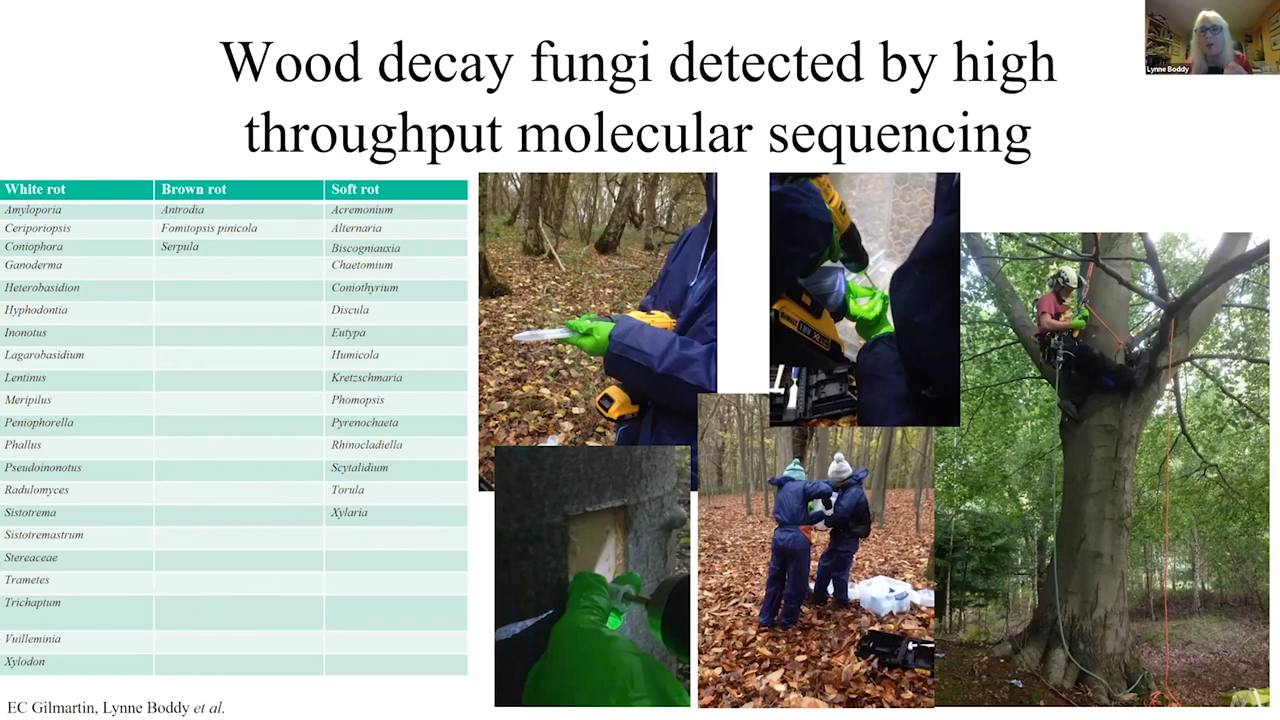 Wood decay fungi detected by high
throughput molecular sequencing
Lynne Boddy
White rot Brown rot Soft rot
Amyloporia Antrodia Acremonium
Ceriporiopsis Fomitopsis pinicola Alternaria
Coniophora Serpula Biscogniauxia
Ganoderma Chaetomium
Heterobasidion Coniothyrium
Hyphodontia Discula
Inonotus Eutypa
Lagarobasidium Humicola
Lentinus Kretzschmaria
Meripilus Phomopsis
Peniophorella Pyrenochaeta
Phallus Rhinocladiella
Pseudoinonotus Scytalidium
Radulomyces Torula
Sistotrema Xylaria
Sistotremastrum
Stereaceae
Trametes
Trichaptum
Vuilleminia
Xylodon
DEWALT 18V XR
EC Gilmartin, Lynne Boddy et al.